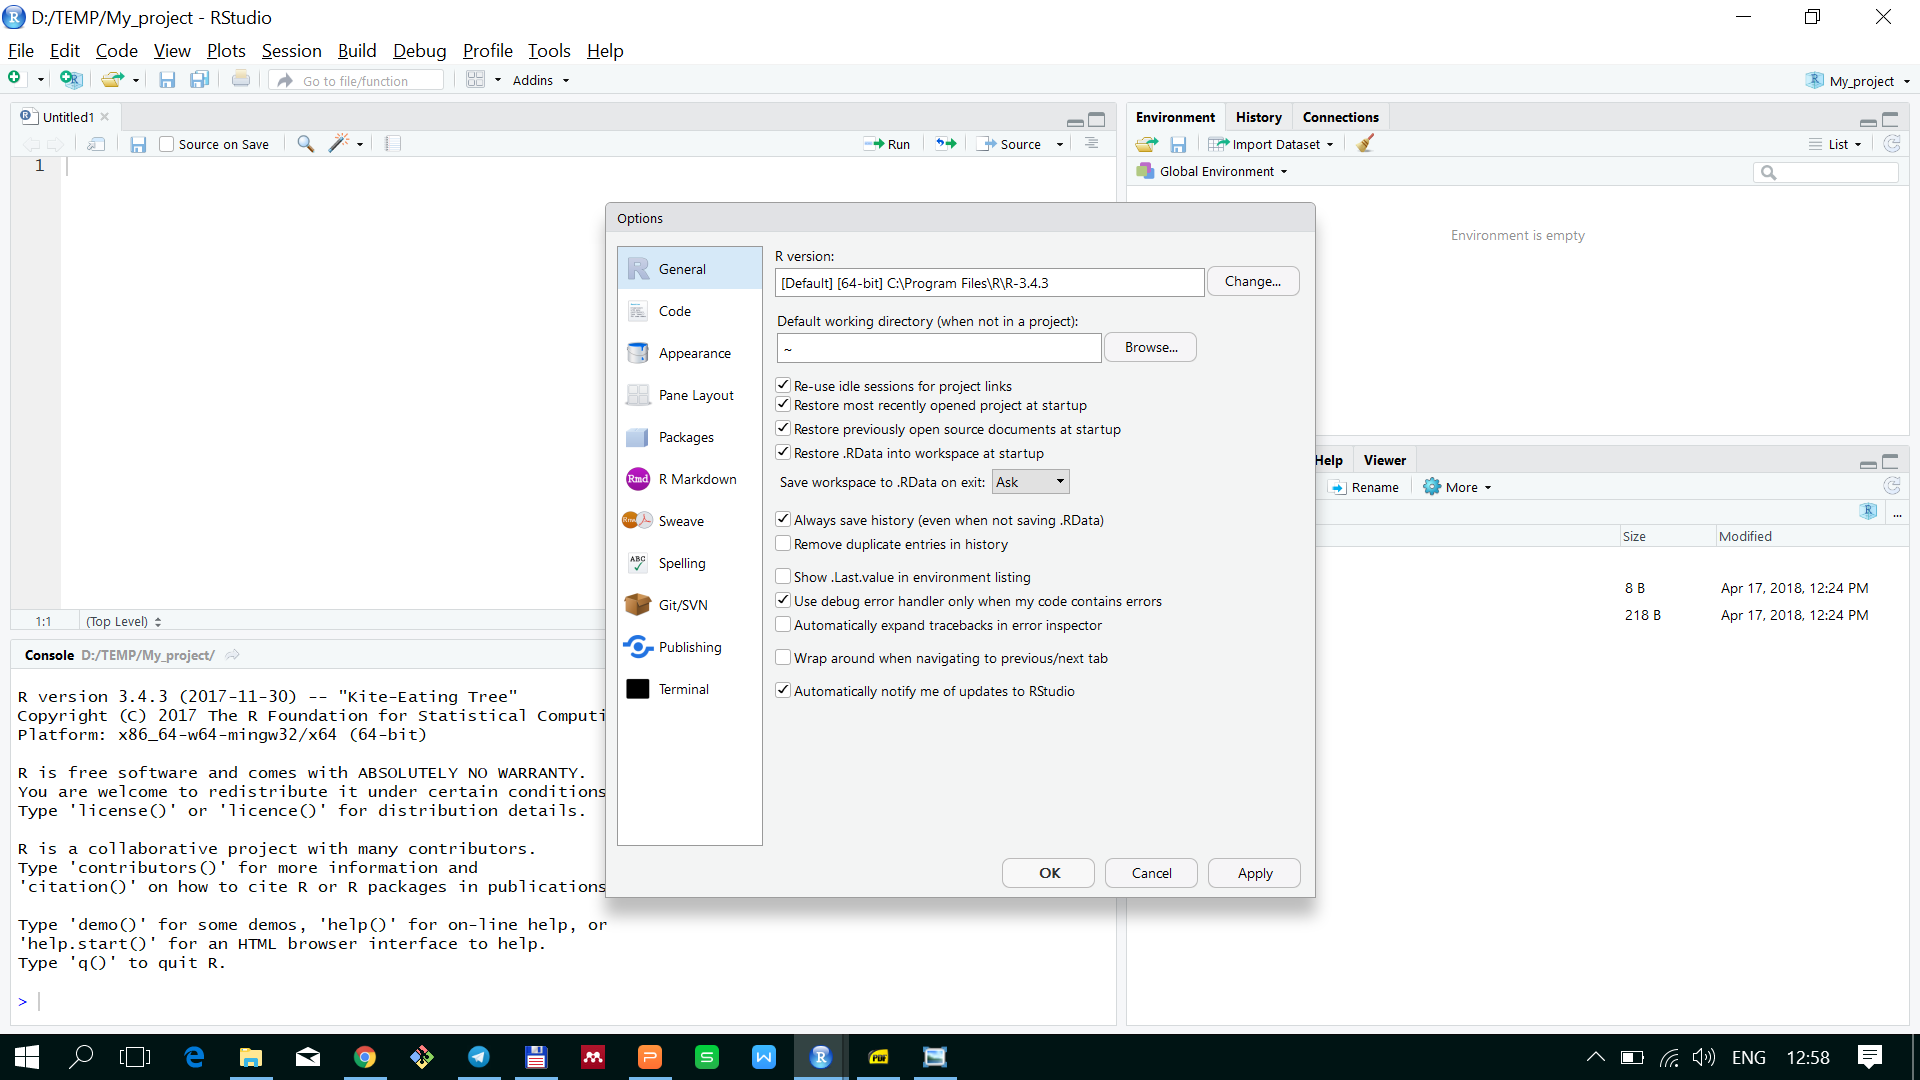 D:/TEMP/My_project - RStudio
File Edit Code View Plots Session Build Debug Profile Tools Help
Go to file/function Addins My_project
Untitled1
Source on Save Run Source
1
1:1 (Top Level)
Console D:/TEMP/My_project/
R version 3.4.3 (2017-11-30) -- "Kite-Eating Tree"
Copyright (C) 2017 The R Foundation for Statistical Computi
Platform: x86_64-w64-mingw32/x64 (64-bit)
R is free software and comes with ABSOLUTELY NO WARRANTY.
You are welcome to redistribute it under certain conditions
Type 'license()' or 'licence()' for distribution details.
R is a collaborative project with many contributors.
Type 'contributors()' for more information and
'citation()' on how to cite R or R packages in publications
Type 'demo()' for some demos, 'help()' for on-line help, or
'help.start()' for an HTML browser interface to help.
Type 'q()' to quit R.
>
Options
General
Code
Appearance
Pane Layout
Packages
Rmd R Markdown
Rnw Sweave
ABC Spelling
Git/SVN
Publishing
Terminal
R version:
[Default] [64-bit] C:\Program Files\R\R-3.4.3 Change...
Default working directory (when not in a project):
~ Browse...
Re-use idle sessions for project links
Restore most recently opened project at startup
Restore previously open source documents at startup
Restore .RData into workspace at startup
Save workspace to .RData on exit: Ask
Always save history (even when not saving .RData)
Remove duplicate entries in history
Show .Last.value in environment listing
Use debug error handler only when my code contains errors
Automatically expand tracebacks in error inspector
Wrap around when navigating to previous/next tab
Automatically notify me of updates to RStudio
OK Cancel Apply
Environment History Connections
Import Dataset List
Global Environment
Environment is empty
Help Viewer
Rename More
...
Size Modified
8 B Apr 17, 2018, 12:24 PM
218 B Apr 17, 2018, 12:24 PM
ENG 12:58